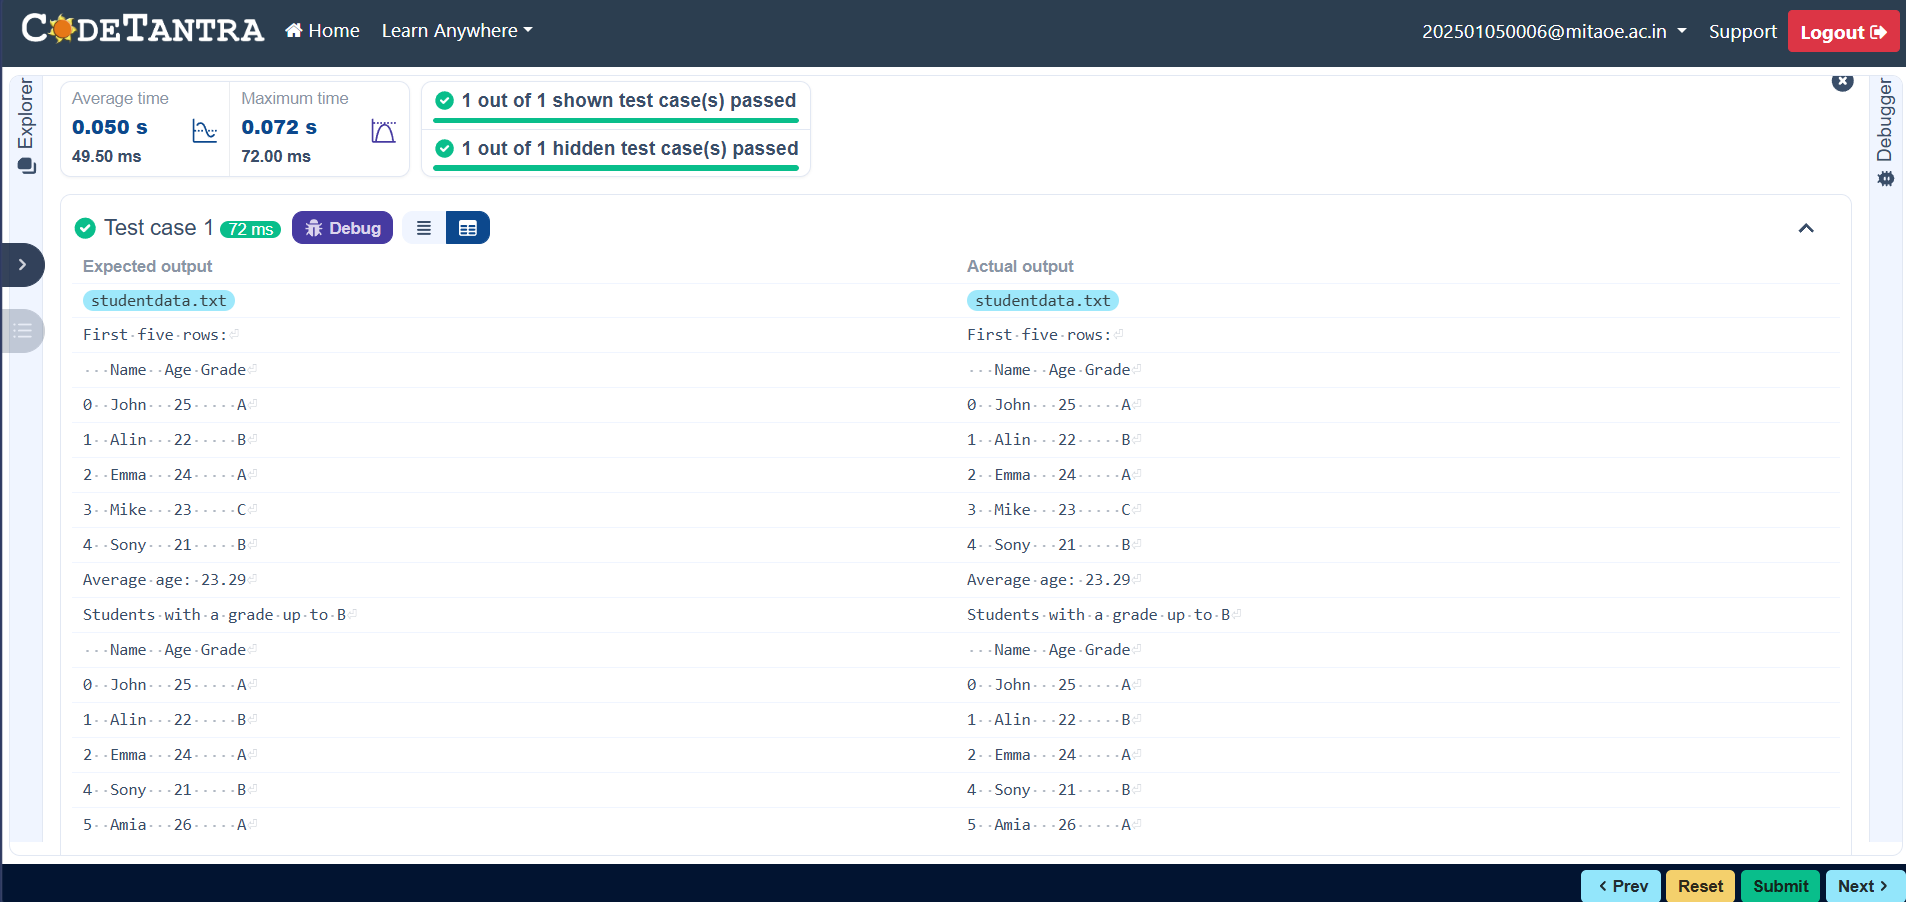 CODETANTRA Home Learn Anywhere 202501050006@mitaoe.ac.in Support Logout
Explorer
Debugger
Average time
0.050 s
49.50 ms
Maximum time
0.072 s
72.00 ms
1 out of 1 shown test case(s) passed
1 out of 1 hidden test case(s) passed
Test case 1 72 ms Debug
Expected output Actual output
studentdata.txt studentdata.txt
First·five·rows:⏎ First·five·rows:⏎
···Name··Age·Grade⏎ ···Name··Age·Grade⏎
0··John···25·····A⏎ 0··John···25·····A⏎
1··Alin···22·····B⏎ 1··Alin···22·····B⏎
2··Emma···24·····A⏎ 2··Emma···24·····A⏎
3··Mike···23·····C⏎ 3··Mike···23·····C⏎
4··Sony···21·····B⏎ 4··Sony···21·····B⏎
Average·age:·23.29⏎ Average·age:·23.29⏎
Students·with·a·grade·up·to·B⏎ Students·with·a·grade·up·to·B⏎
···Name··Age·Grade⏎ ···Name··Age·Grade⏎
0··John···25·····A⏎ 0··John···25·····A⏎
1··Alin···22·····B⏎ 1··Alin···22·····B⏎
2··Emma···24·····A⏎ 2··Emma···24·····A⏎
4··Sony···21·····B⏎ 4··Sony···21·····B⏎
5··Amia···26·····A⏎ 5··Amia···26·····A⏎
Prev Reset Submit Next